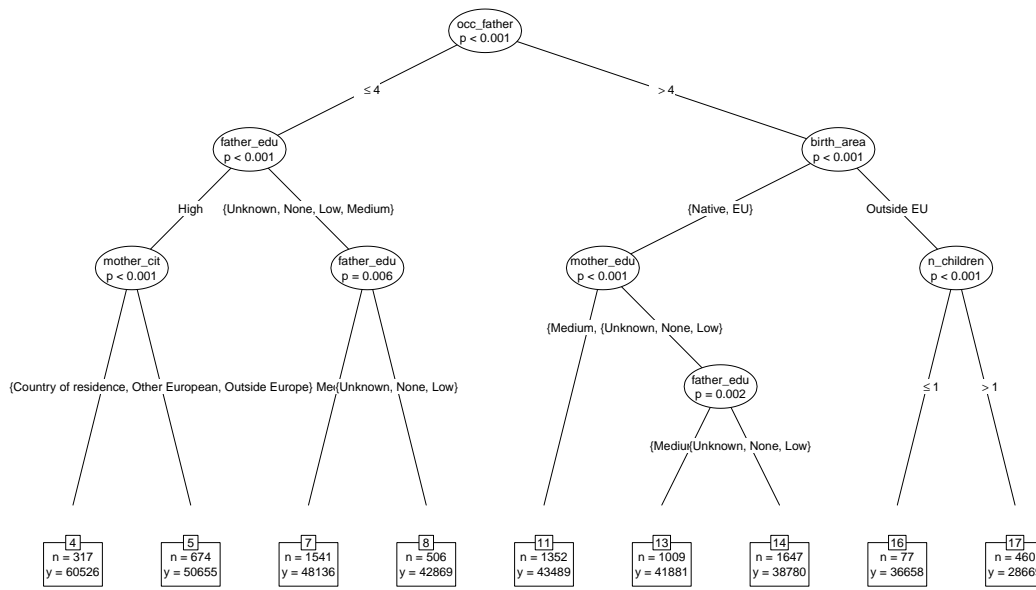 occ_father
p < 0.001
≤ 4
> 4
father_edu
p < 0.001
birth_area
p < 0.001
High
{Unknown, None, Low, Medium}
{Native, EU}
Outside EU
mother_cit
p < 0.001
father_edu
p = 0.006
mother_edu
p < 0.001
n_children
p < 0.001
{Medium, {Unknown, None, Low}
{Country of residence, Other European, Outside Europe}
{Unknown, None, Low}
father_edu
p = 0.002
≤ 1
> 1
{Unknown, None, Low}
4
n = 317
y = 60526
5
n = 674
y = 50655
7
n = 1541
y = 48136
8
n = 506
y = 42869
11
n = 1352
y = 43489
13
n = 1009
y = 41881
14
n = 1647
y = 38780
16
n = 77
y = 36658
17
n = 460
y = 28669